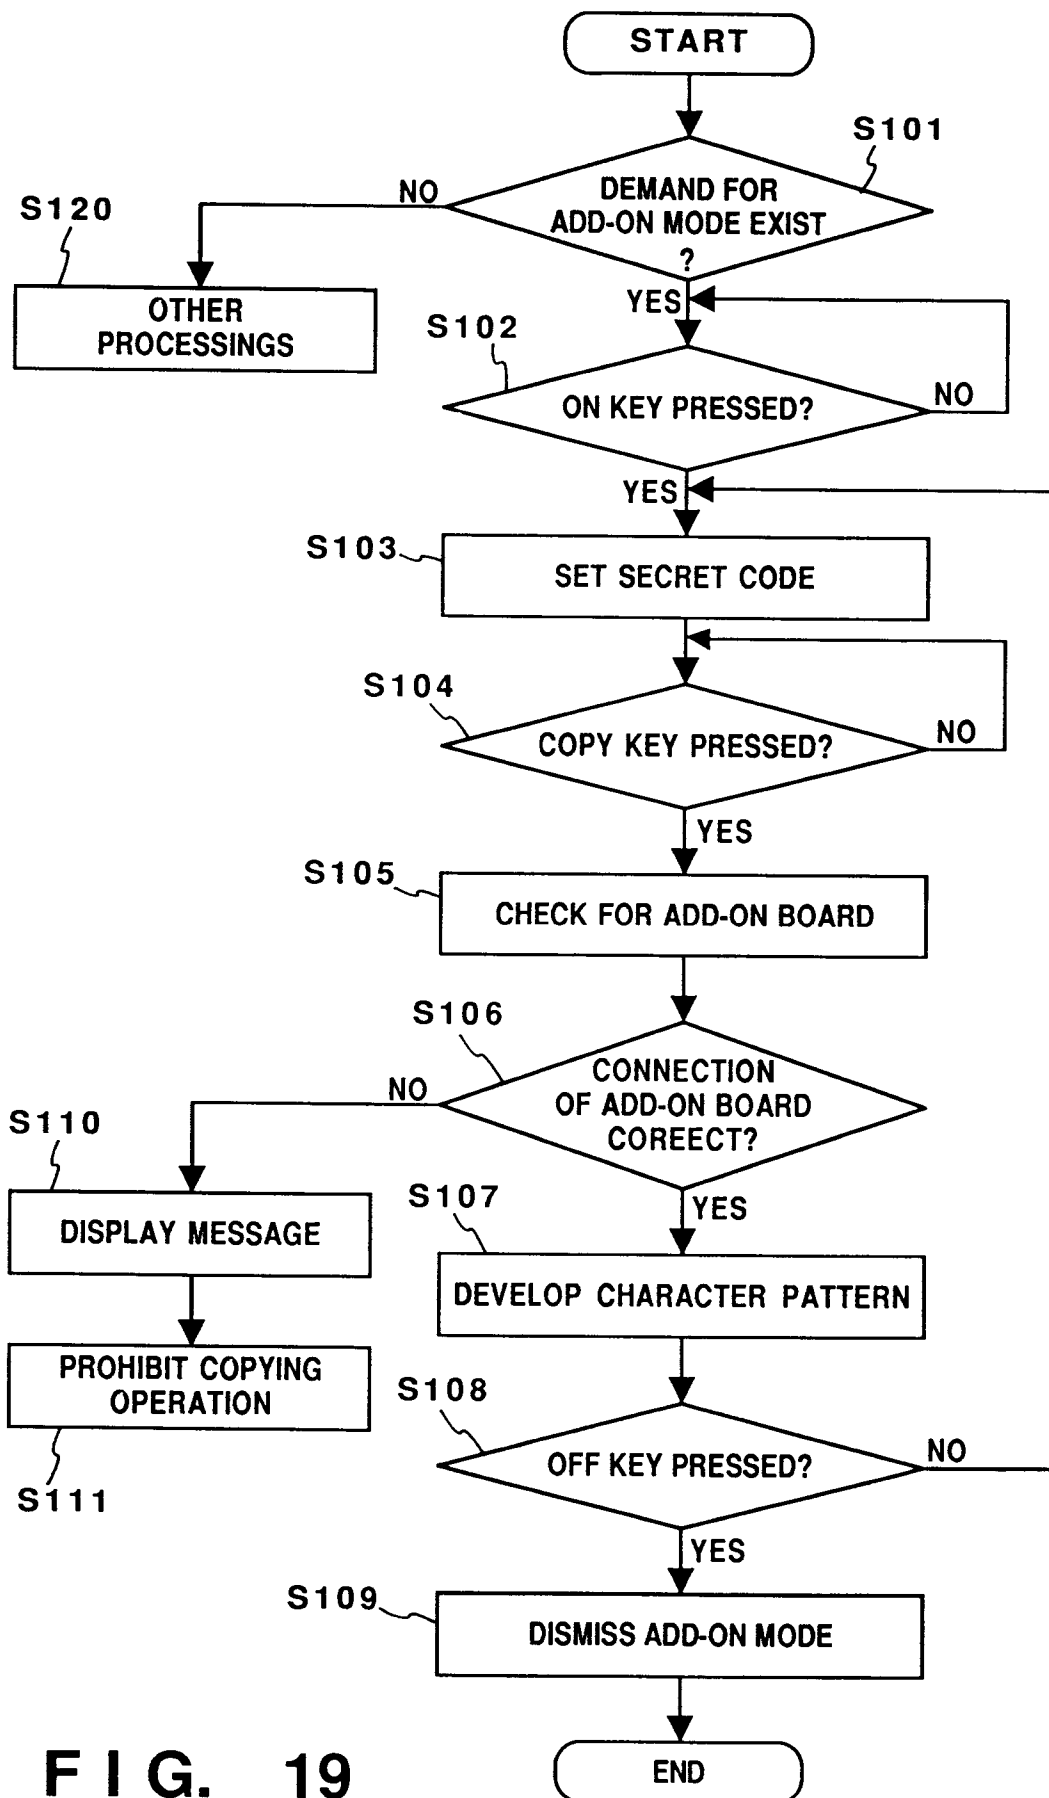 START
S101
DEMAND FOR
ADD-ON MODE EXIST
?
NO
S120
OTHER
PROCESSINGS
YES
S102
ON KEY PRESSED?
NO
YES
S103
SET SECRET CODE
S104
COPY KEY PRESSED?
NO
YES
S105
CHECK FOR ADD-ON BOARD
S106
CONNECTION
OF ADD-ON BOARD
COREECT?
NO
S110
DISPLAY MESSAGE
PROHIBIT COPYING
OPERATION
S111
YES
S107
DEVELOP CHARACTER PATTERN
S108
OFF KEY PRESSED?
NO
YES
S109
DISMISS ADD-ON MODE
END
FIG. 19